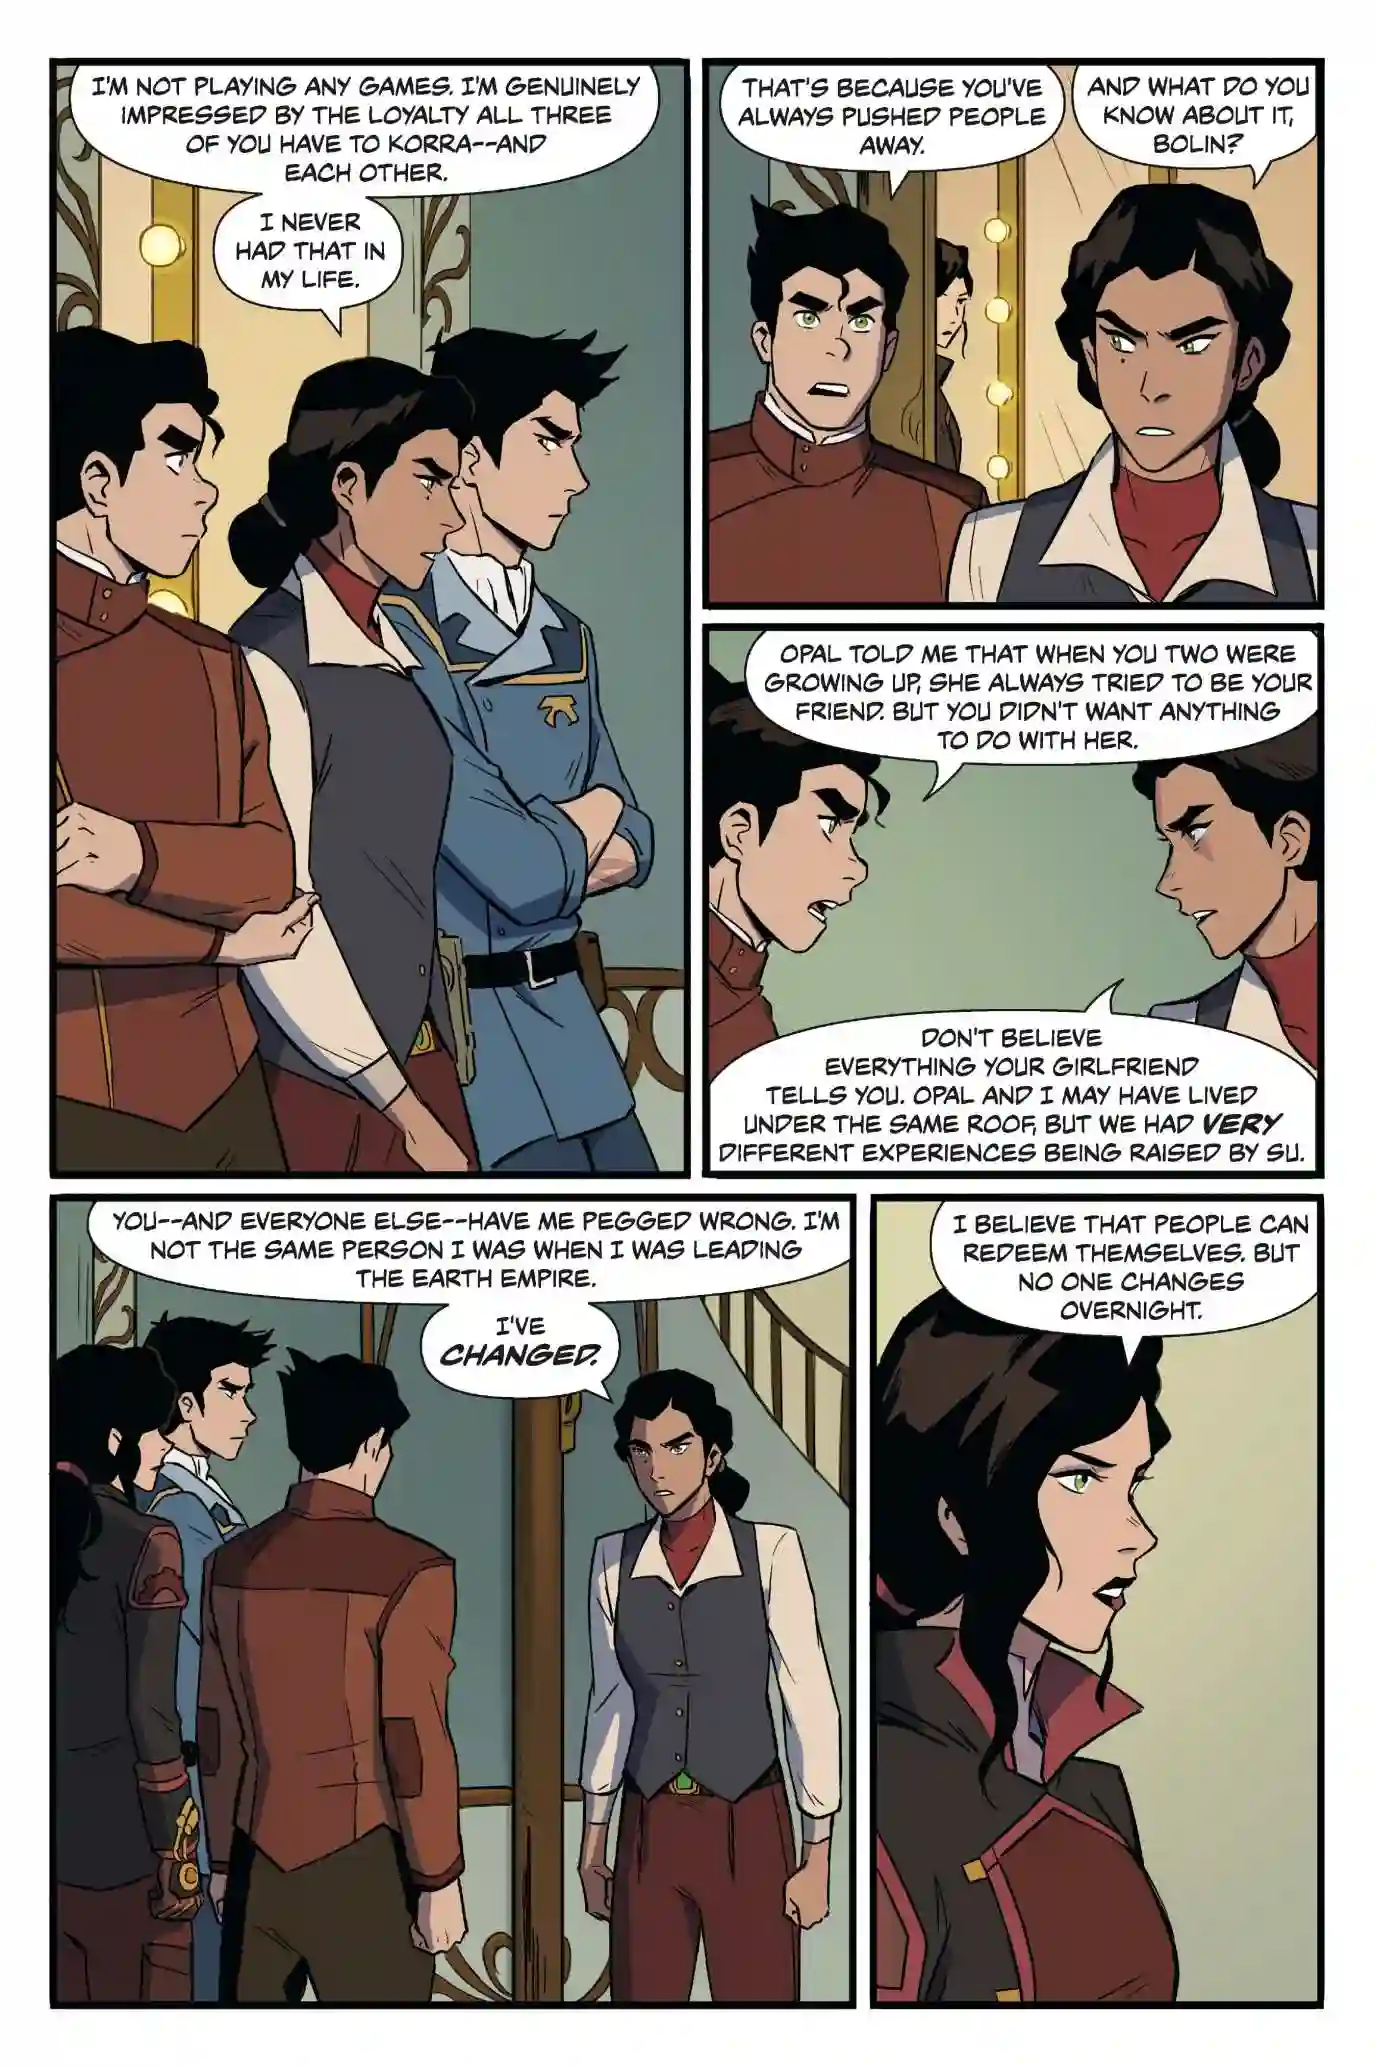 I'M NOT PLAYING ANY GAMES. I'M GENUINELY
IMPRESSED BY THE LOYALTY ALL THREE
OF YOU HAVE TO KORRA--AND
EACH OTHER.
I NEVER
HAD THAT IN
MY LIFE.
THAT'S BECAUSE YOU'VE
ALWAYS PUSHED PEOPLE
AWAY.
AND WHAT DO YOU
KNOW ABOUT IT,
BOLIN?
OPAL TOLD ME THAT WHEN YOU TWO WERE
GROWING UP, SHE ALWAYS TRIED TO BE YOUR
FRIEND. BUT YOU DIDN'T WANT ANYTHING
TO DO WITH HER.
DON'T BELIEVE
EVERYTHING YOUR GIRLFRIEND
TELLS YOU. OPAL AND I MAY HAVE LIVED
UNDER THE SAME ROOF, BUT WE HAD VERY
DIFFERENT EXPERIENCES BEING RAISED BY SU.
YOU--AND EVERYONE ELSE--HAVE ME PEGGED WRONG. I'M
NOT THE SAME PERSON I WAS WHEN I WAS LEADING
THE EARTH EMPIRE.
I'VE
CHANGED.
I BELIEVE THAT PEOPLE CAN
REDEEM THEMSELVES. BUT
NO ONE CHANGES
OVERNIGHT.